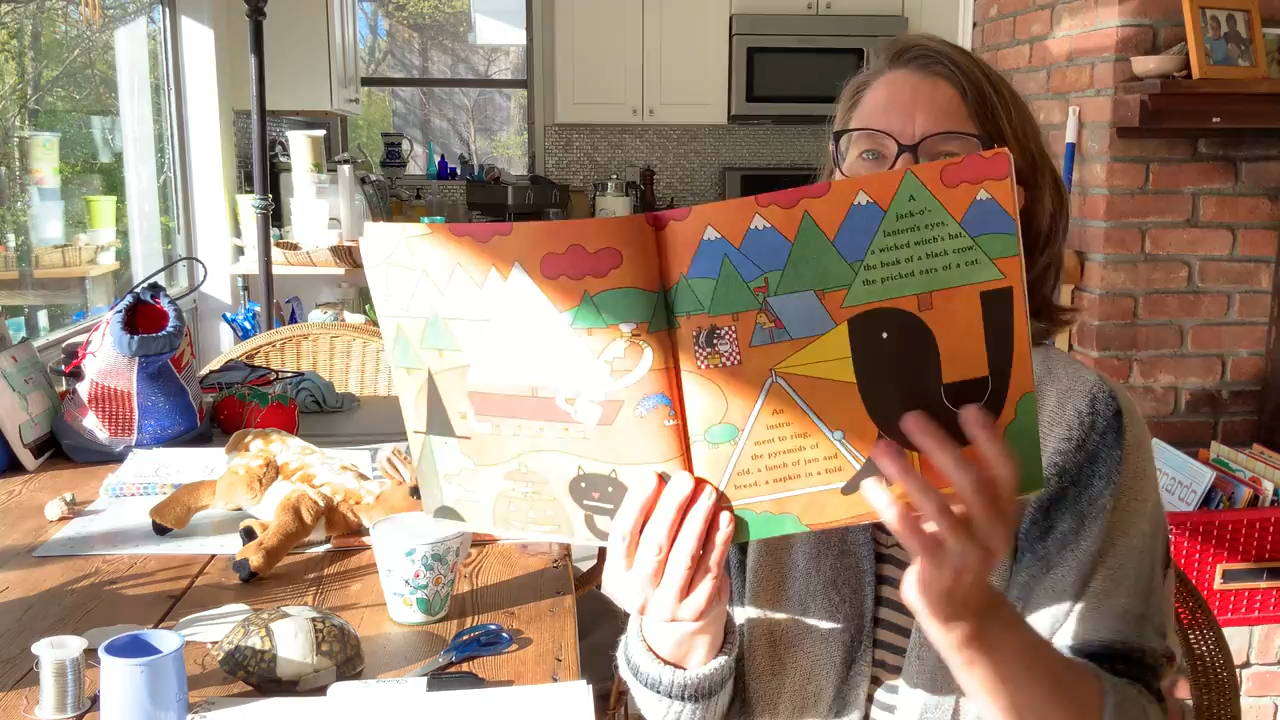 A
jack-o'-
lantern's eyes,
a wicked witch's hat,
the beak of a black crow,
the pricked ears of a cat.
An
instru-
ment to ring,
the pyramids of
old, a lunch of jam and
bread, a napkin in a fold.
onardo